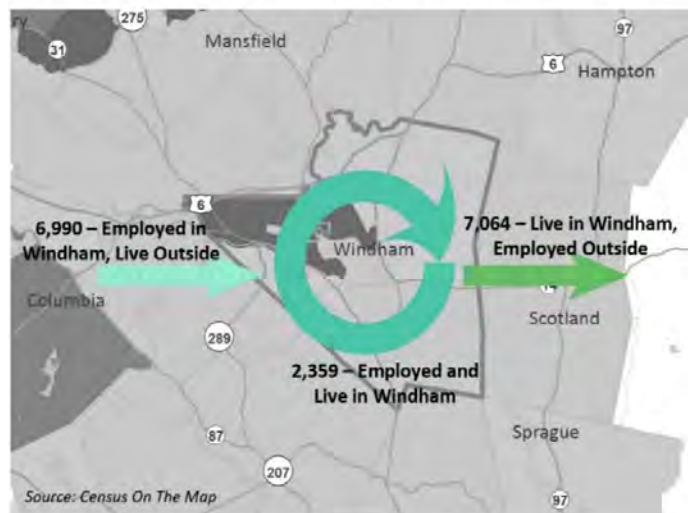 275
97
Mansfield
31
6
Hampton
6
6,990 – Employed in
Windham, Live Outside
7,064 – Live in Windham,
Employed Outside
Windham
Columbia
14
Scotland
289
2,359 – Employed and
Live in Windham
87
Sprague
207
97
Source: Census On The Map